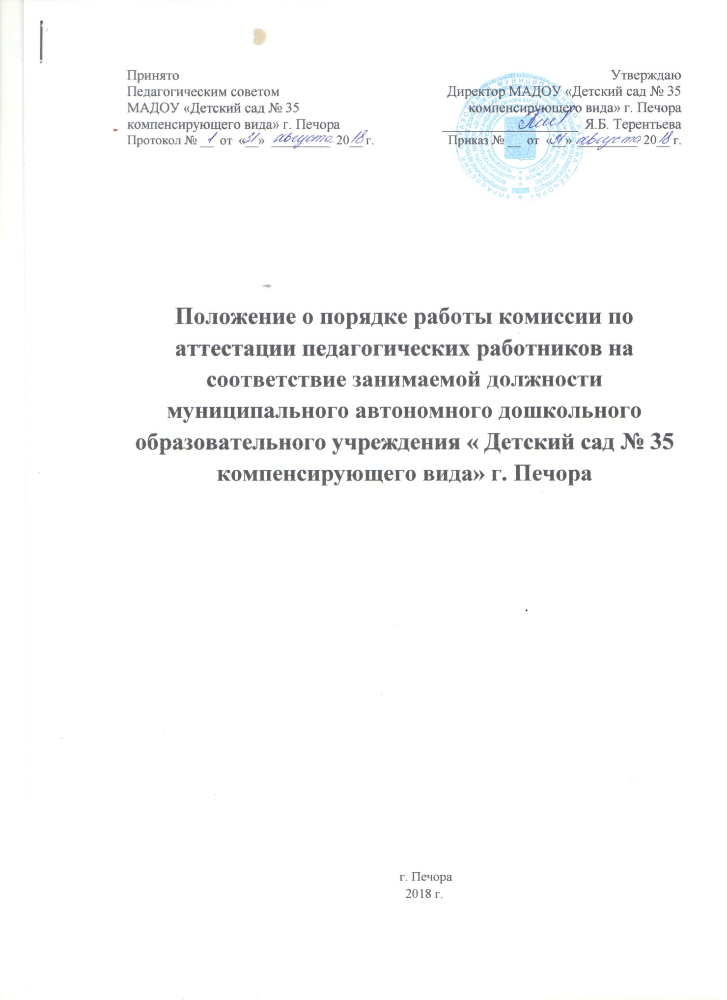 Принято
Педагогическим советом
МАДОУ «Детский сад № 35
компенсирующего вида» г. Печора
Протокол № 1 от «31» августа 2018 г.
Утверждаю
Директор МАДОУ «Детский сад № 35
компенсирующего вида» г. Печора
Я.Б. Терентьева
Приказ № __ от «31» августа 2018 г.
Положение о порядке работы комиссии по
аттестации педагогических работников на
соответствие занимаемой должности
муниципального автономного дошкольного
образовательного учреждения « Детский сад № 35
компенсирующего вида» г. Печора
г. Печора
2018 г.